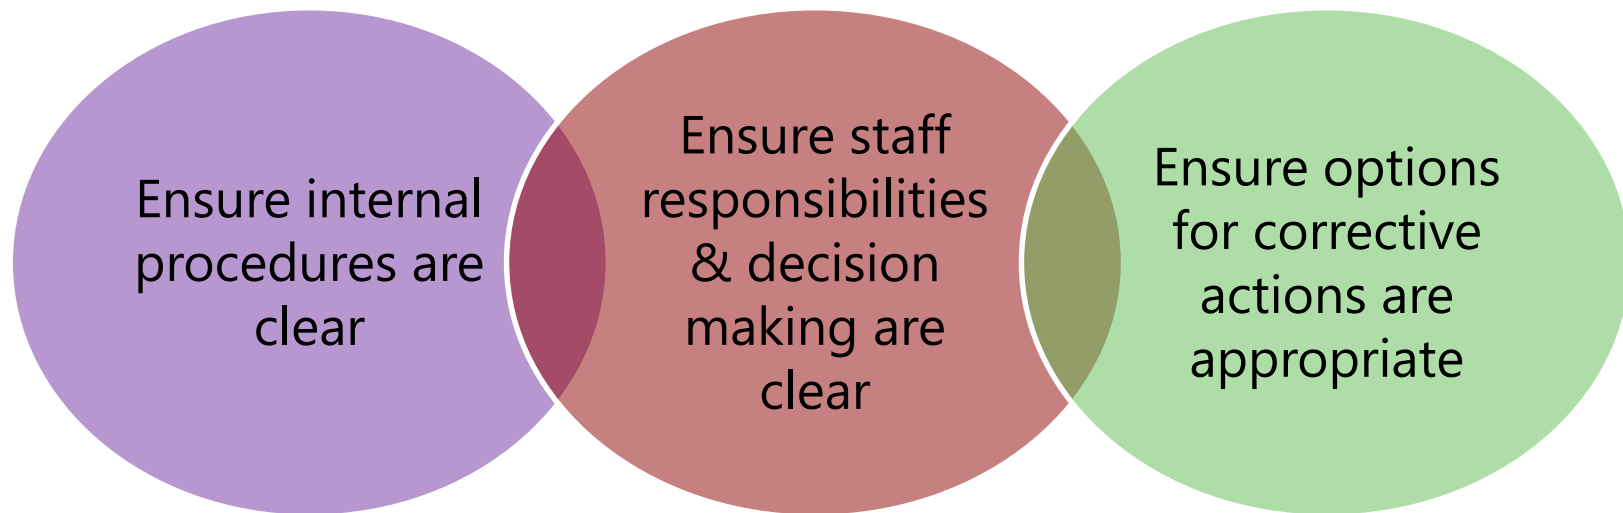 Ensure internal
procedures are
clear
Ensure staff
responsibilities
& decision
making are
clear
Ensure options
for corrective
actions are
appropriate